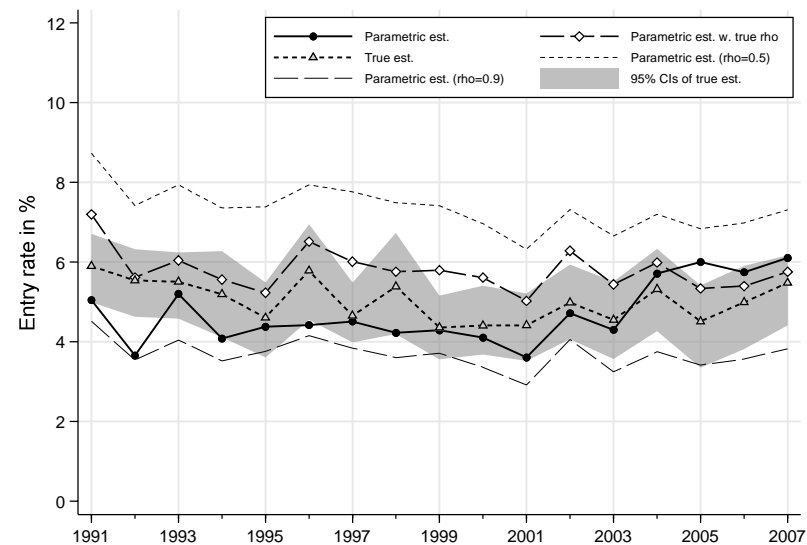 12
10
8
6
4
2
0
Entry rate in %
Parametric est.
Parametric est. w. true rho
True est.
Parametric est. (rho=0.5)
Parametric est. (rho=0.9)
95% CIs of true est.
1991 1993 1995 1997 1999 2001 2003 2005 2007